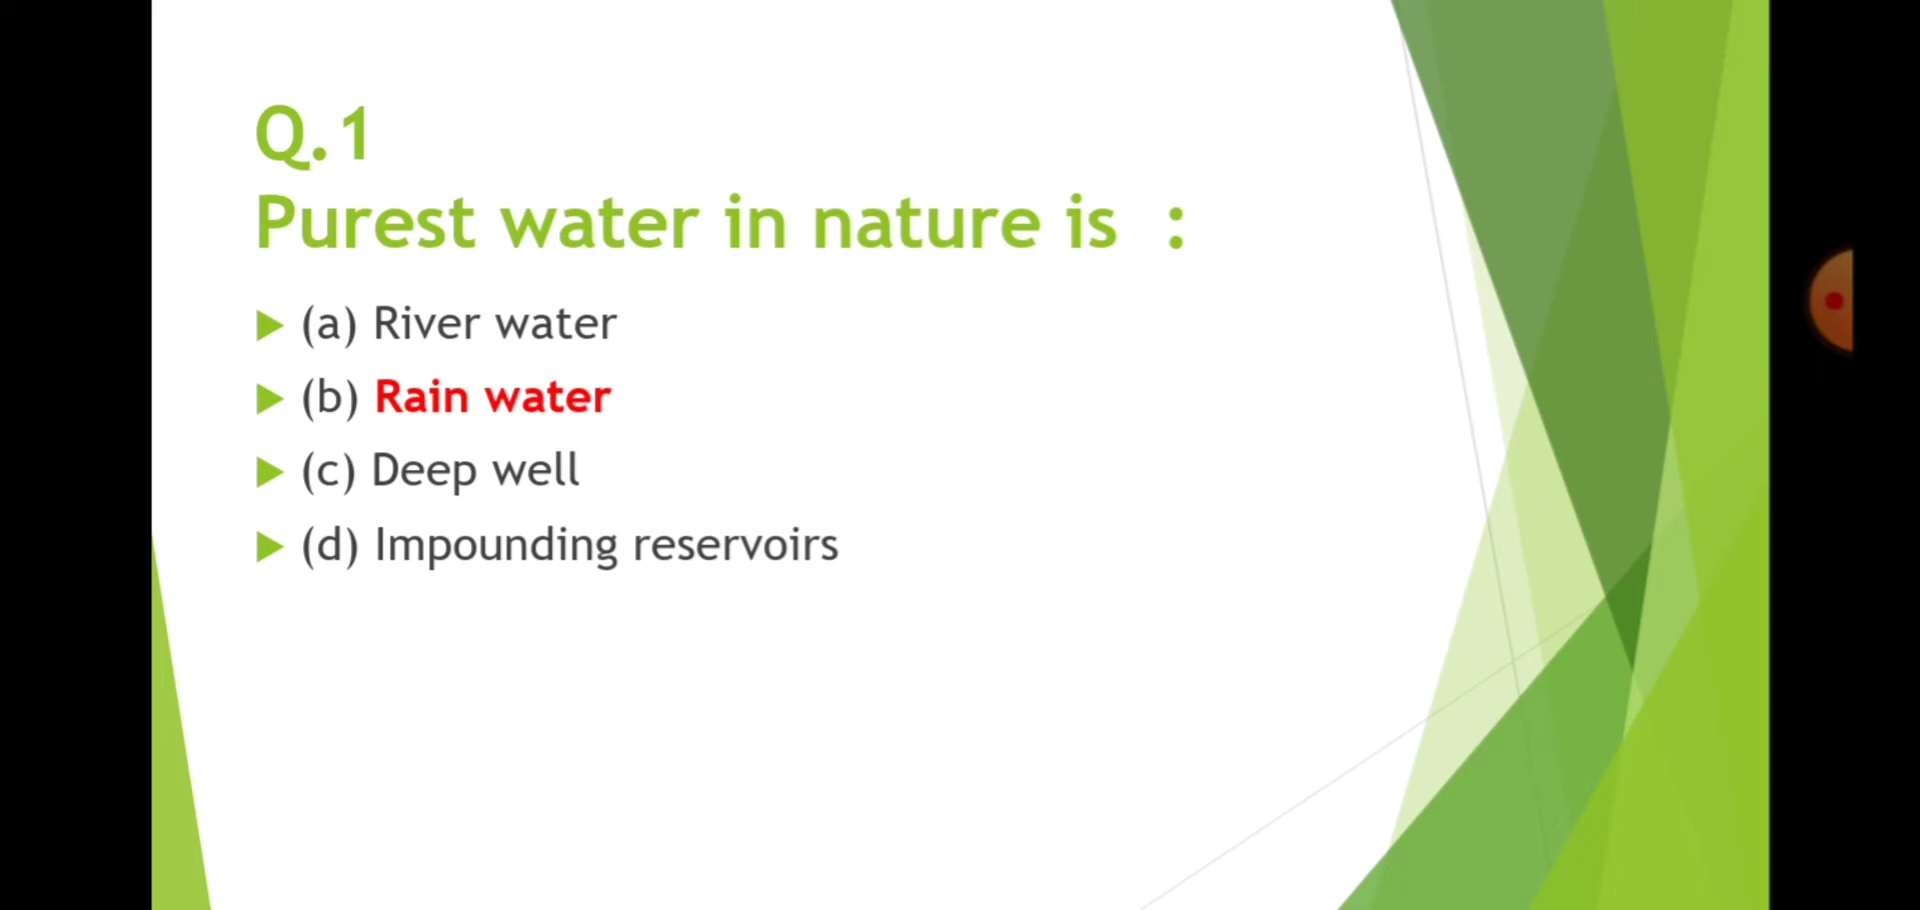 Q.1
Purest water in nature is :
(a) River water
(b) Rain water
(c) Deep well
(d) Impounding reservoirs